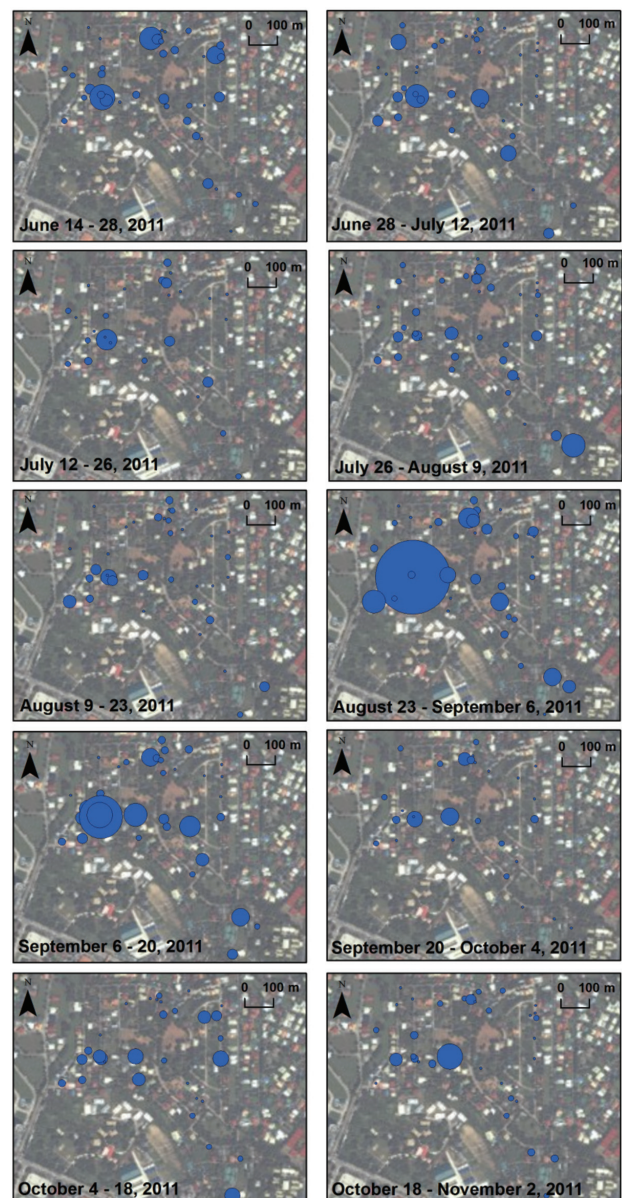 N
0 100 m
June 14 - 28, 2011
N
0 100 m
June 28 - July 12, 2011
N
0 100 m
July 12 - 26, 2011
N
0 100 m
July 26 - August 9, 2011
N
0 100 m
August 9 - 23, 2011
N
0 100 m
August 23 - September 6, 2011
N
0 100 m
September 6 - 20, 2011
N
0 100 m
September 20 - October 4, 2011
N
0 100 m
October 4 - 18, 2011
N
0 100 m
October 18 - November 2, 2011